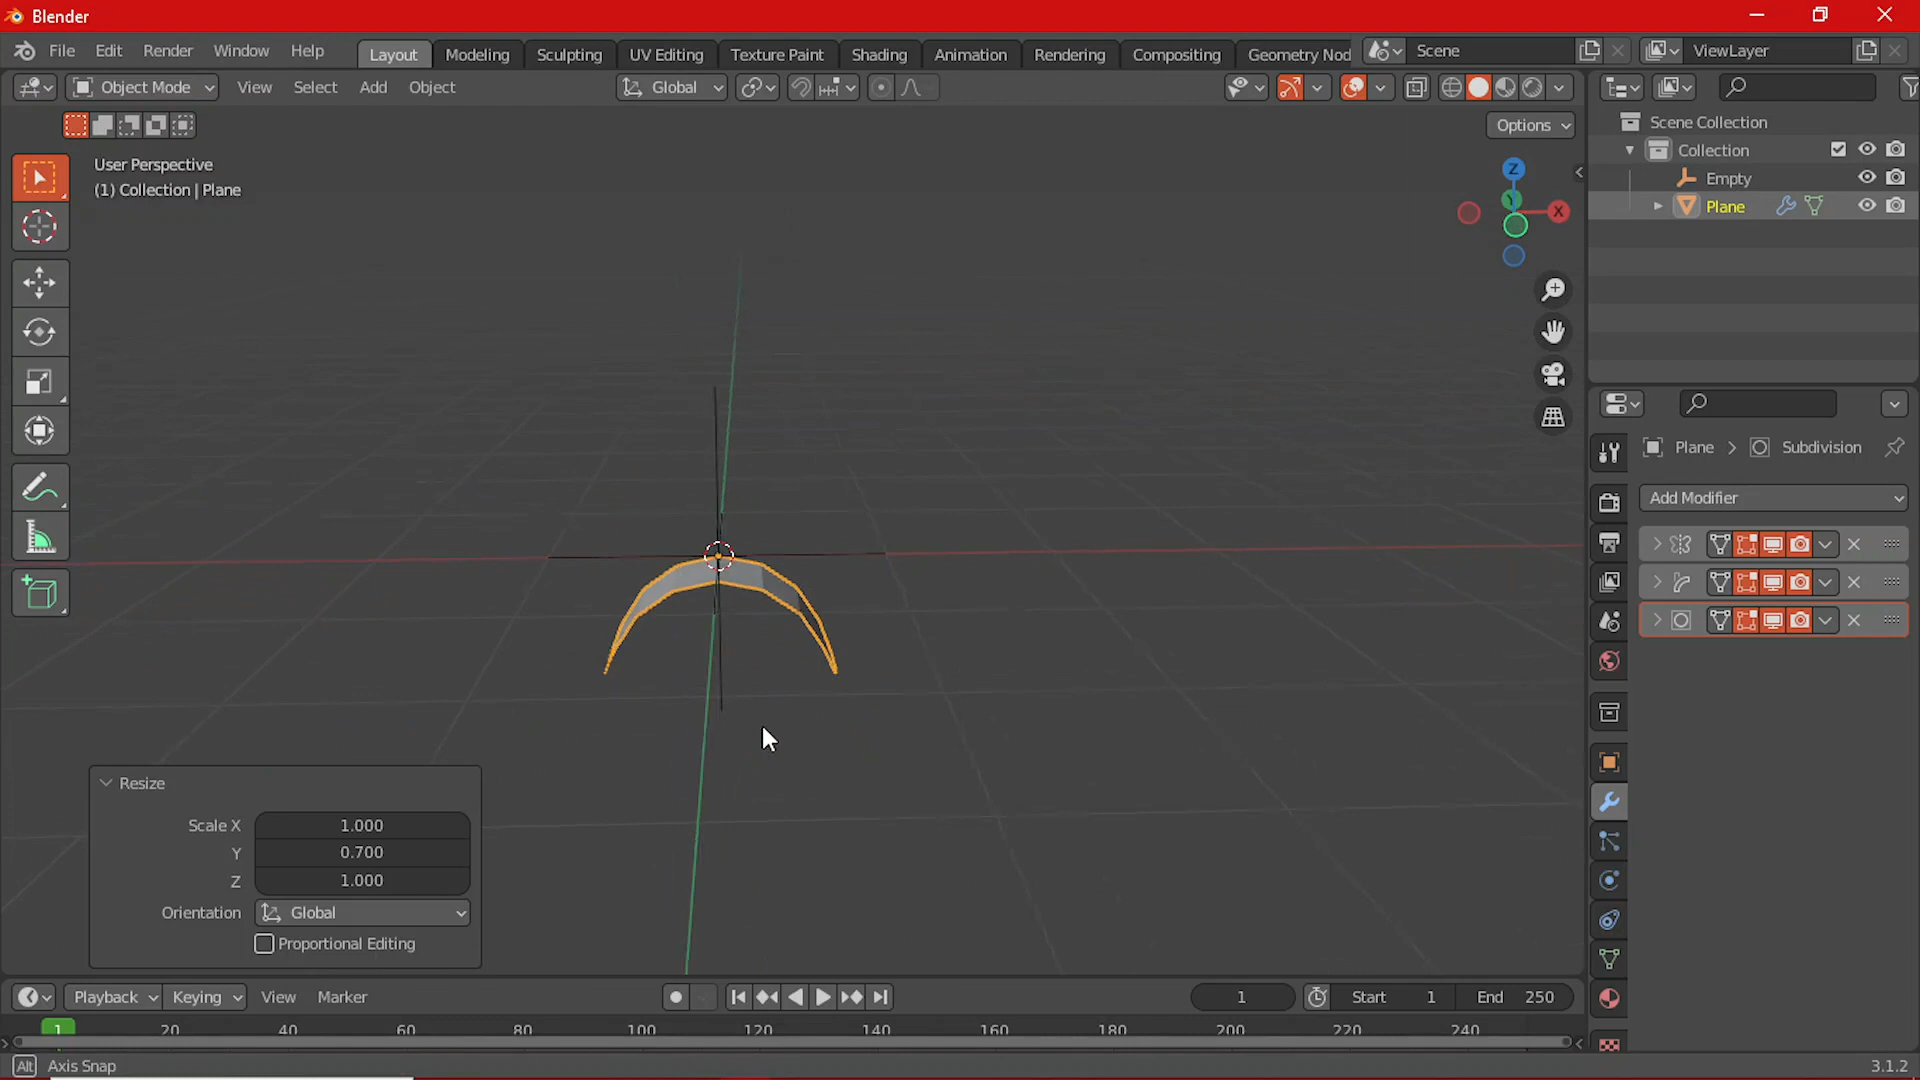 Blender
File Edit Render Window Help
Layout Modeling Sculpting UV Editing Texture Paint Shading Animation Rendering Compositing Geometry Nod
Scene
ViewLayer
Object Mode View Select Add Object
Global
Options
User Perspective
(1) Collection | Plane
Z
Y
X
Scene Collection
Collection
Empty
Plane
Plane > Subdivision
Add Modifier
Resize
Scale X 1.000
Y 0.700
Z 1.000
Orientation Global
Proportional Editing
Playback Keying View Marker
1
Start 1
End 250
1 20 40 60 80 100 120 140 160 180 200 220 240
Alt Axis Snap
3.1.2